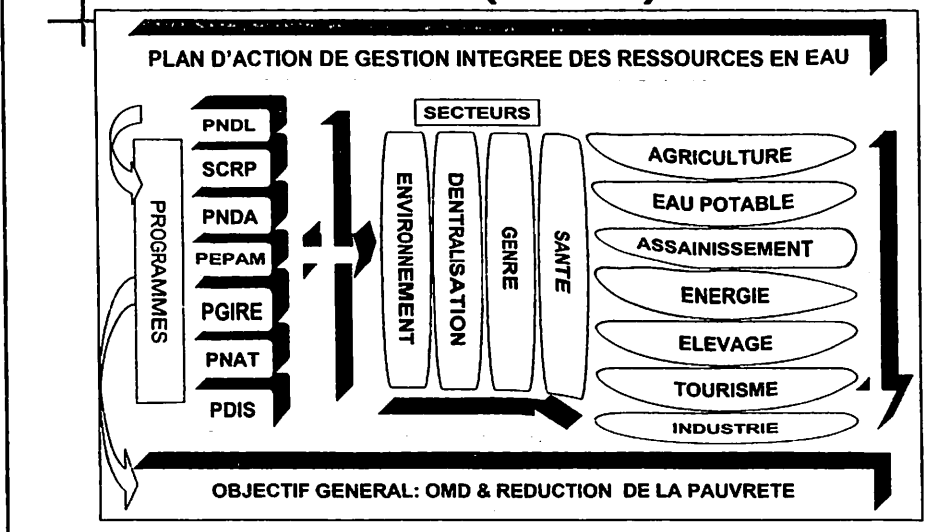 PLAN D'ACTION DE GESTION INTEGREE DES RESSOURCES EN EAU
SECTEURS
PROGRAMMES
PNDL
SCRP
PNDA
PEPAM
PGIRE
PNAT
PDIS
ENVIRONNEMENT
DENTRALISATION
GENRE
SANTE
AGRICULTURE
EAU POTABLE
ASSAINISSEMENT
ENERGIE
ELEVAGE
TOURISME
INDUSTRIE
OBJECTIF GENERAL: OMD & REDUCTION DE LA PAUVRETE